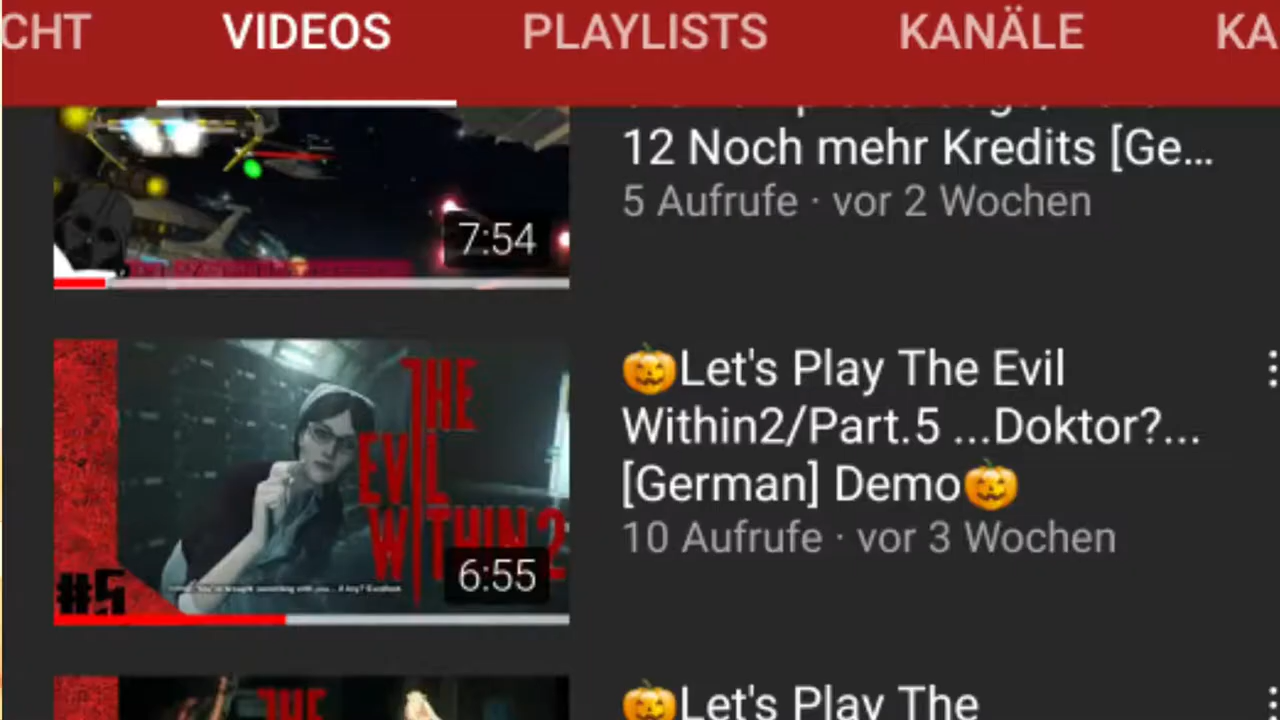 CHT VIDEOS PLAYLISTS KANÄLE KA
12 Noch mehr Kredits [Ge...
5 Aufrufe · vor 2 Wochen
7:54
🎃Let's Play The Evil
Within2/Part.5 ...Doktor?...
[German] Demo🎃
10 Aufrufe · vor 3 Wochen
THE
EVIL
WITHIN 2
6:55
#5
🎃Let's Play The
THE